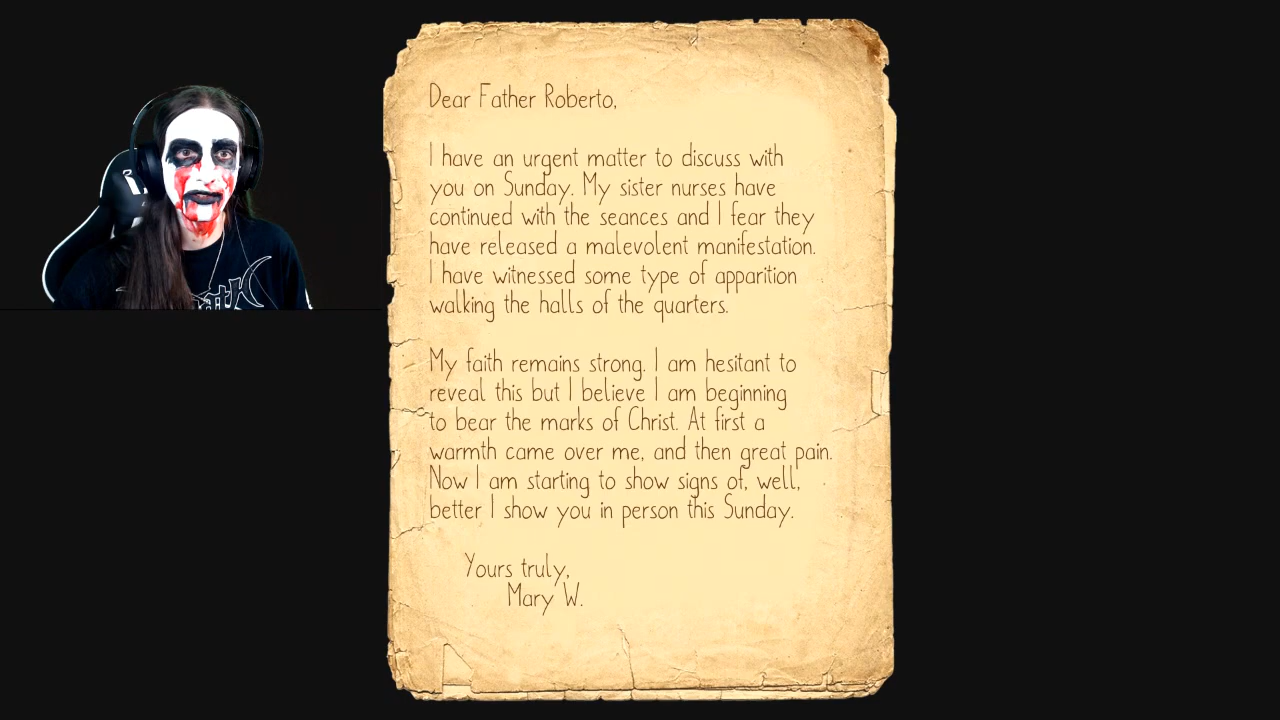 Dear Father Roberto,
I have an urgent matter to discuss with
you on Sunday. My sister nurses have
continued with the seances and I fear they
have released a malevolent manifestation.
I have witnessed some type of apparition
walking the halls of the quarters.
My faith remains strong. I am hesitant to
reveal this but I believe I am beginning
to bear the marks of Christ. At first a
warmth came over me, and then great pain.
Now I am starting to show signs of, well,
better I show you in person this Sunday.
Yours truly,
Mary W.